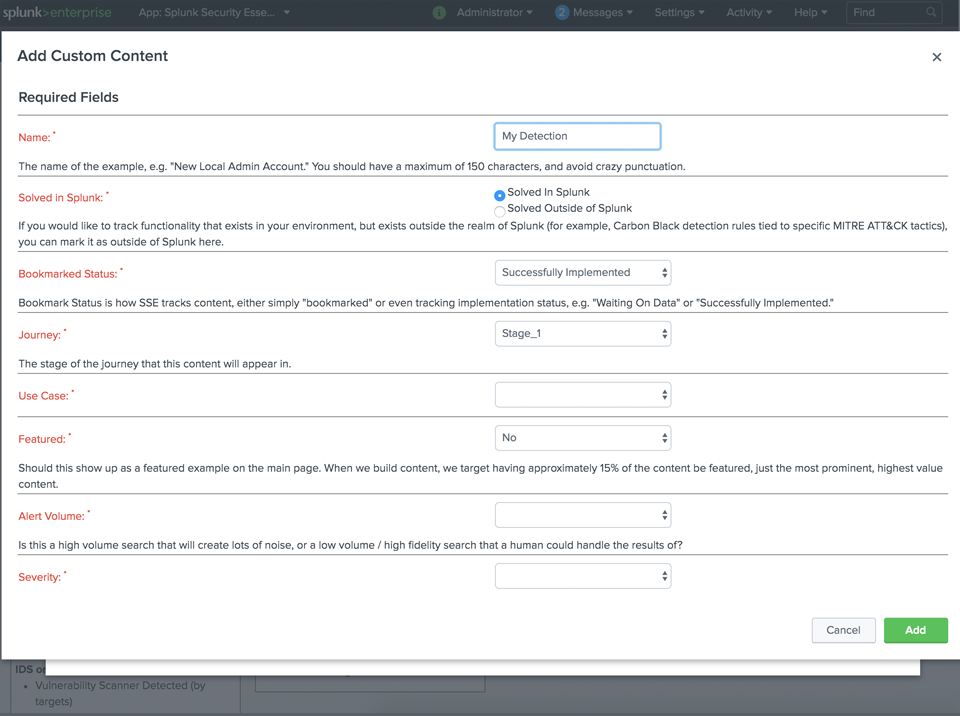 splunk>enterprise App: Splunk Security Esse... i Administrator 2 Messages Settings Activity Help Find
Add Custom Content
Required Fields
Name: *
My Detection
The name of the example, e.g. "New Local Admin Account." You should have a maximum of 150 characters, and avoid crazy punctuation.
Solved in Splunk: *
Solved In Splunk
Solved Outside of Splunk
If you would like to track functionality that exists in your environment, but exists outside the realm of Splunk (for example, Carbon Black detection rules tied to specific MITRE ATT&CK tactics),
you can mark it as outside of Splunk here.
Bookmarked Status: *
Successfully Implemented
Bookmark Status is how SSE tracks content, either simply "bookmarked" or even tracking implementation status, e.g. "Waiting On Data" or "Successfully Implemented."
Journey: *
Stage_1
The stage of the journey that this content will appear in.
Use Case: *
Featured: *
No
Should this show up as a featured example on the main page. When we build content, we target having approximately 15% of the content be featured, just the most prominent, highest value
content.
Alert Volume: *
Is this a high volume search that will create lots of noise, or a low volume / high fidelity search that a human could handle the results of?
Severity: *
Cancel
Add
IDS
Vulnerability Scanner Detected (by
targets)